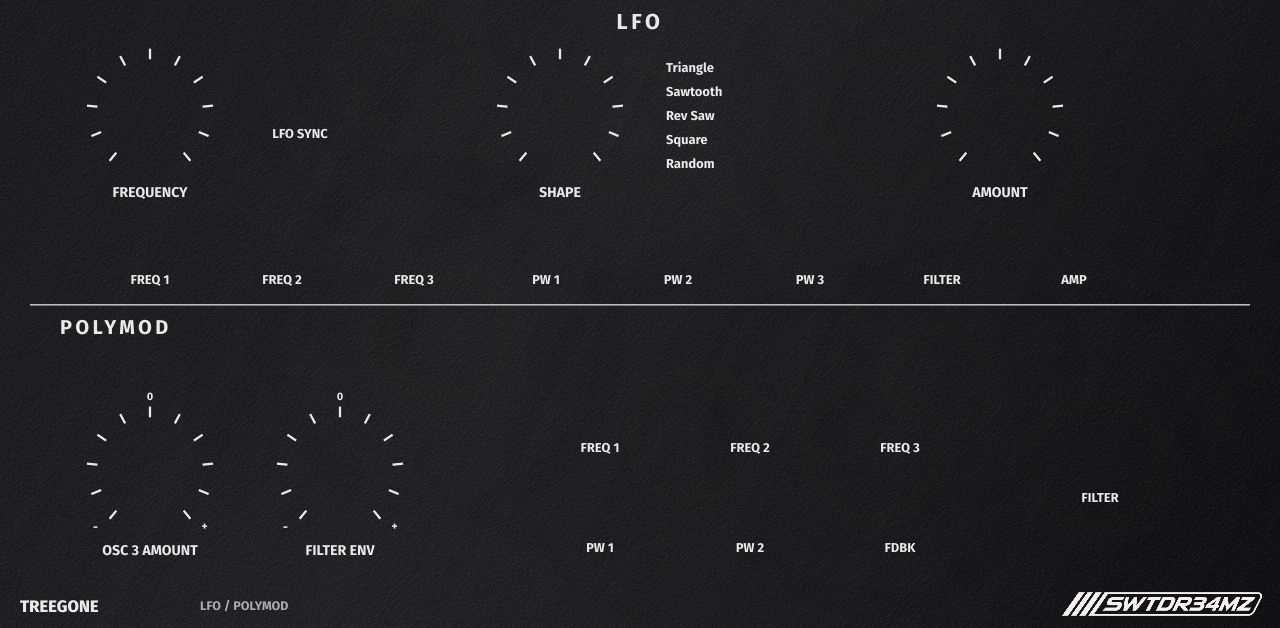 LFO
Triangle
Sawtooth
LFO SYNC
Rev Saw
Square
Random
FREQUENCY
SHAPE
AMOUNT
FREQ 1 FREQ 2 FREQ 3 PW 1 PW 2 PW 3 FILTER AMP
POLYMOD
0 0
FREQ 1 FREQ 2 FREQ 3
FILTER
- + - +
OSC 3 AMOUNT FILTER ENV
PW 1 PW 2 FDBK
TREEGONE LFO / POLYMOD SWTDR34MZ